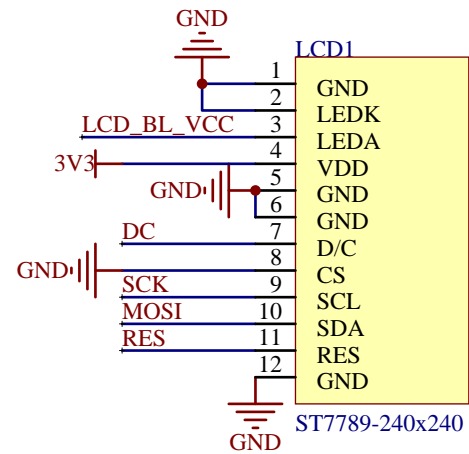 GND
LCD1
1 GND
2 LEDK
LCD_BL_VCC 3 LEDA
3V3 4 VDD
GND 5 GND
6 GND
DC 7 D/C
GND 8 CS
SCK 9 SCL
MOSI 10 SDA
RES 11 RES
12 GND
ST7789-240x240
GND